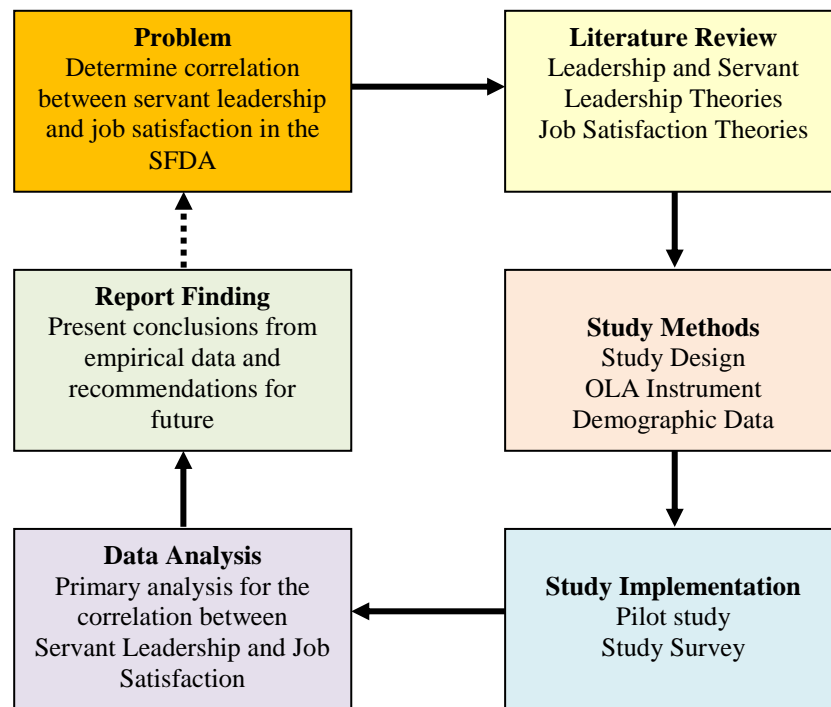 Problem
Determine correlation
between servant leadership
and job satisfaction in the
SFDA
Literature Review
Leadership and Servant
Leadership Theories
Job Satisfaction Theories
Report Finding
Present conclusions from
empirical data and
recommendations for
future
Study Methods
Study Design
OLA Instrument
Demographic Data
Data Analysis
Primary analysis for the
correlation between
Servant Leadership and Job
Satisfaction
Study Implementation
Pilot study
Study Survey